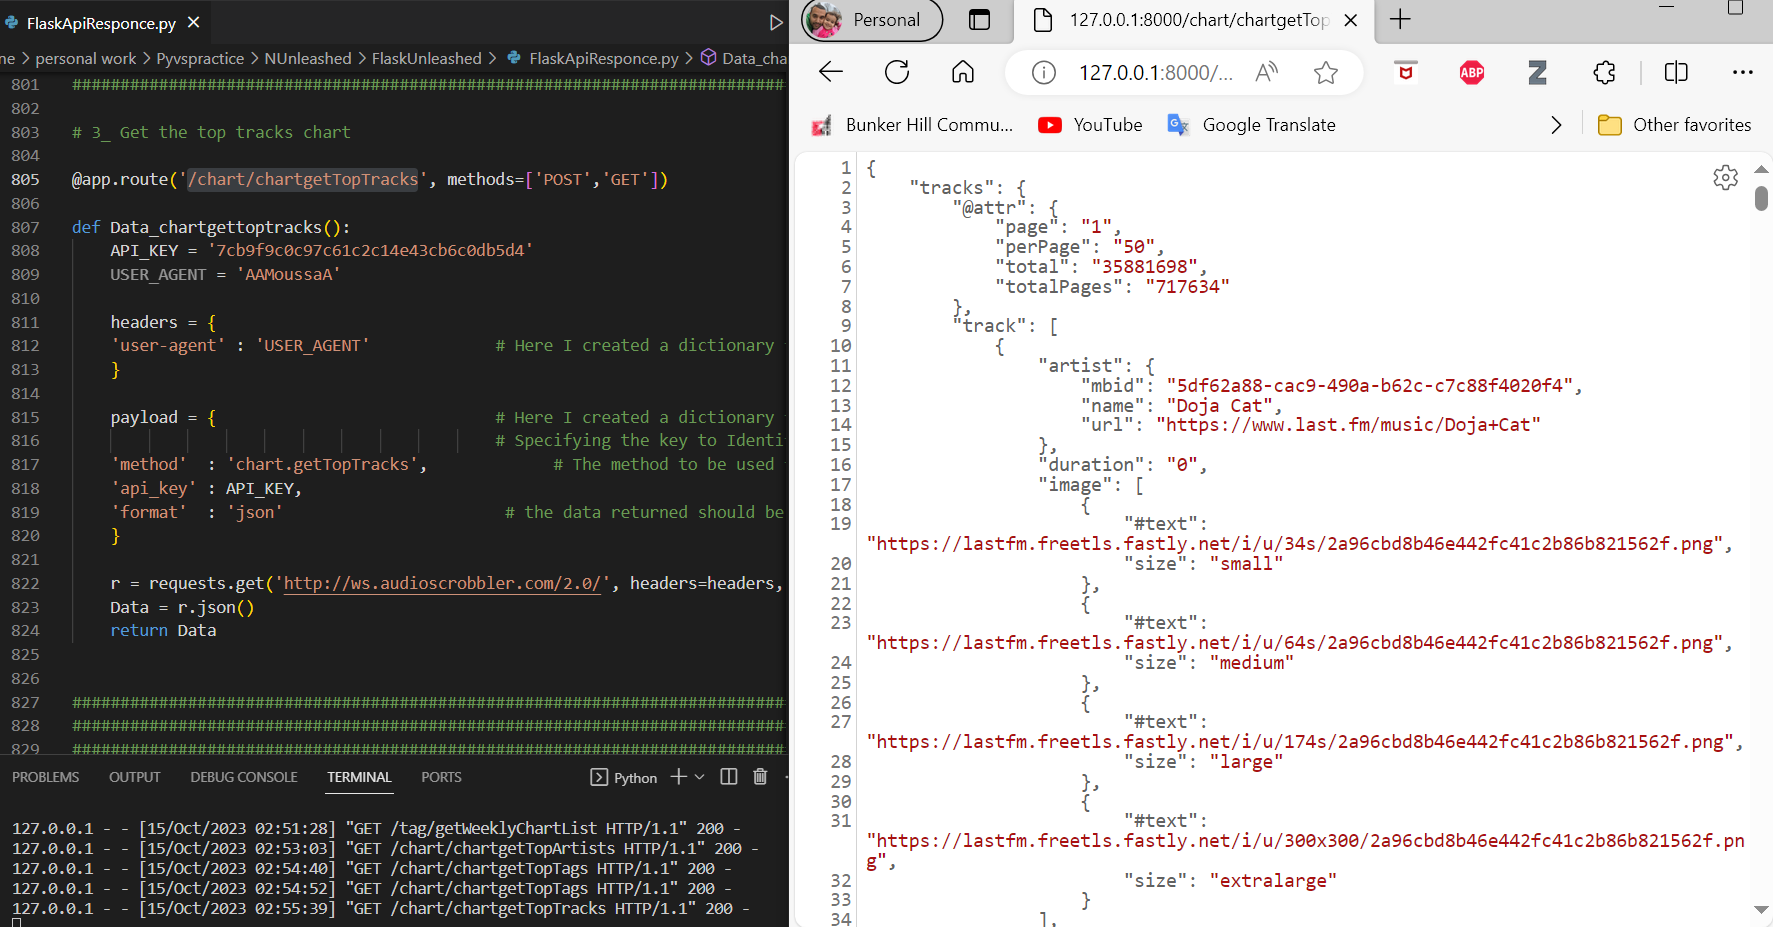 FlaskApiResponce.py
ne > personal work > Pyvspractice > NUnleashed > FlaskUnleashed > FlaskApiResponce.py > Data_cha
801 ##########################################################################
802
803 # 3_ Get the top tracks chart
804
805 @app.route('/chart/chartgetTopTracks', methods=['POST','GET'])
806
807 def Data_chartgettoptracks():
808 API_KEY = '7cb9f9c0c97c61c2c14e43cb6c0db5d4'
809 USER_AGENT = 'AAMoussaA'
810
811 headers = {
812 'user-agent' : 'USER_AGENT' # Here I created a dictionary
813 }
814
815 payload = { # Here I created a dictionary
816 # Specifying the key to Identi
817 'method' : 'chart.getTopTracks', # The method to be used
818 'api_key' : API_KEY,
819 'format' : 'json' # the data returned should be
820 }
821
822 r = requests.get('http://ws.audioscrobbler.com/2.0/', headers=headers,
823 Data = r.json()
824 return Data
825
826
827 ##########################################################################
828 ##########################################################################
829 ##########################################################################
PROBLEMS OUTPUT DEBUG CONSOLE TERMINAL PORTS Python
127.0.0.1 - - [15/Oct/2023 02:51:28] "GET /tag/getWeeklyChartList HTTP/1.1" 200 -
127.0.0.1 - - [15/Oct/2023 02:53:03] "GET /chart/chartgetTopArtists HTTP/1.1" 200 -
127.0.0.1 - - [15/Oct/2023 02:54:40] "GET /chart/chartgetTopTags HTTP/1.1" 200 -
127.0.0.1 - - [15/Oct/2023 02:54:52] "GET /chart/chartgetTopTags HTTP/1.1" 200 -
127.0.0.1 - - [15/Oct/2023 02:55:39] "GET /chart/chartgetTopTracks HTTP/1.1" 200 -
Personal 127.0.0.1:8000/chart/chartgetTop
127.0.0.1:8000/... ABP
Bunker Hill Commu... YouTube Google Translate Other favorites
1 {
2 "tracks": {
3 "@attr": {
4 "page": "1",
5 "perPage": "50",
6 "total": "35881698",
7 "totalPages": "717634"
8 },
9 "track": [
10 {
11 "artist": {
12 "mbid": "5df62a88-cac9-490a-b62c-c7c88f4020f4",
13 "name": "Doja Cat",
14 "url": "https://www.last.fm/music/Doja+Cat"
15 },
16 "duration": "0",
17 "image": [
18 {
19 "#text":
"https://lastfm.freetls.fastly.net/i/u/34s/2a96cbd8b46e442fc41c2b86b821562f.png",
20 "size": "small"
21 },
22 {
23 "#text":
"https://lastfm.freetls.fastly.net/i/u/64s/2a96cbd8b46e442fc41c2b86b821562f.png",
24 "size": "medium"
25 },
26 {
27 "#text":
"https://lastfm.freetls.fastly.net/i/u/174s/2a96cbd8b46e442fc41c2b86b821562f.png",
28 "size": "large"
29 },
30 {
31 "#text":
"https://lastfm.freetls.fastly.net/i/u/300x300/2a96cbd8b46e442fc41c2b86b821562f.pn
g",
32 "size": "extralarge"
33 }
34 ],